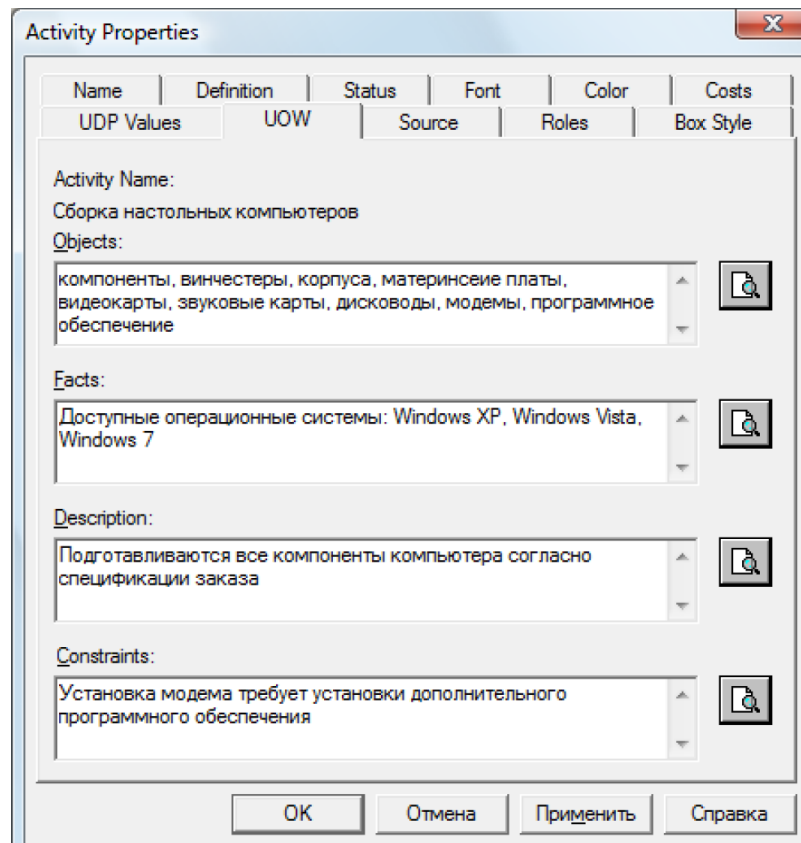 Activity Properties
Name Definition Status Font Color Costs
UDP Values UOW Source Roles Box Style
Activity Name:
Сборка настольных компьютеров
Objects:
компоненты, винчестеры, корпуса, материнсеие платы,
видеокарты, звуковые карты, дисководы, модемы, программное
обеспечение
Facts:
Доступные операционные системы: Windows XP, Windows Vista,
Windows 7
Description:
Подготавливаются все компоненты компьютера согласно
спецификации заказа
Constraints:
Установка модема требует установки дополнительного
программного обеспечения
OK Отмена Применить Справка